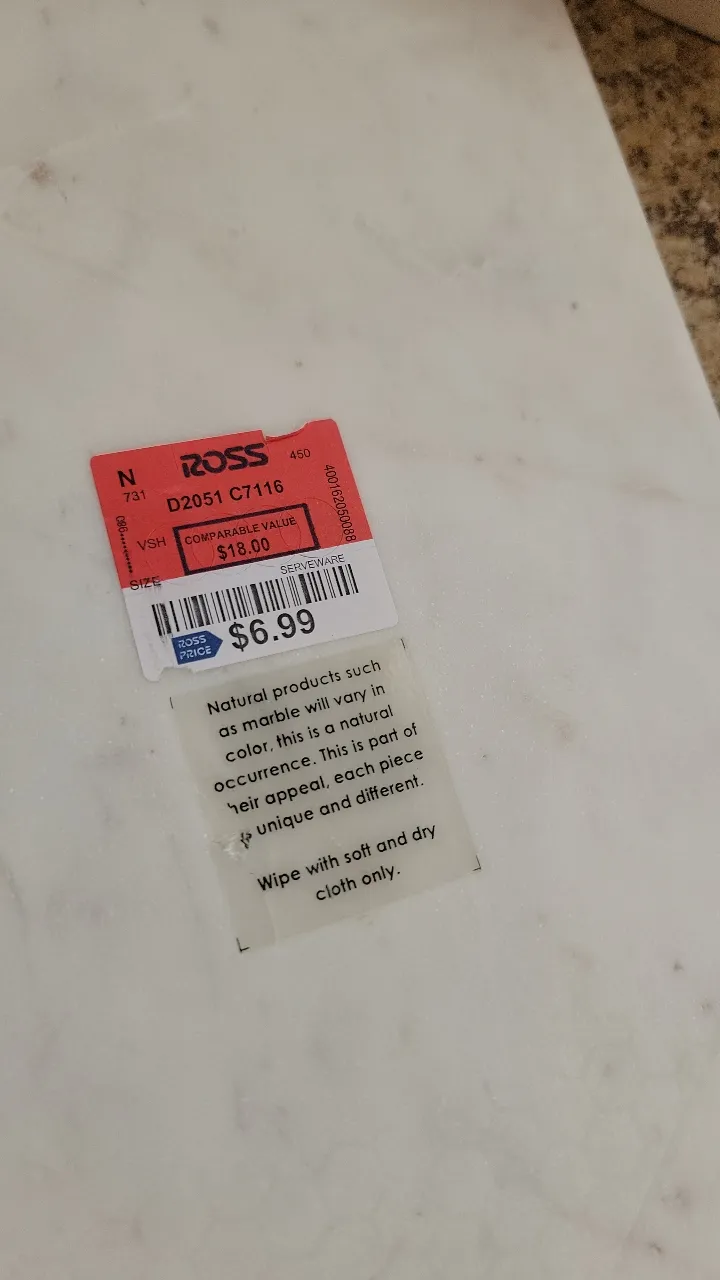 N ROSS 450
731 D2051 C7116
400162050088
VSH COMPARABLE VALUE
$18.00
SIZE SERVEWARE
ROSS
PRICE $6.99
Natural products such
as marble will vary in
color, this is a natural
occurrence. This is part of
heir appeal, each piece
unique and different.
Wipe with soft and dry
cloth only.